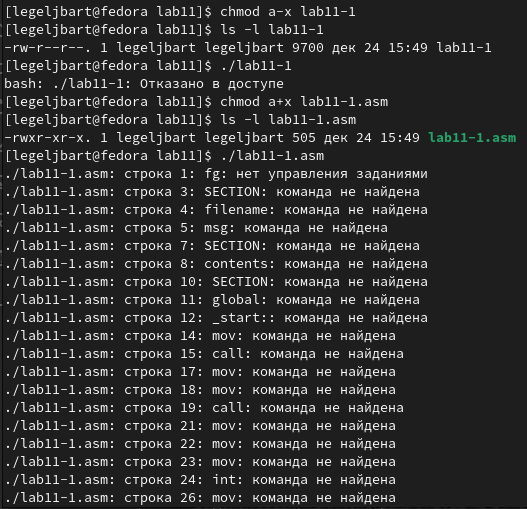 [legeljbart@fedora lab11]$ chmod a-x lab11-1
[legeljbart@fedora lab11]$ ls -l lab11-1
-rw-r--r--. 1 legeljbart legeljbart 9700 дек 24 15:49 lab11-1
[legeljbart@fedora lab11]$ ./lab11-1
bash: ./lab11-1: Отказано в доступе
[legeljbart@fedora lab11]$ chmod a+x lab11-1.asm
[legeljbart@fedora lab11]$ ls -l lab11-1.asm
-rwxr-xr-x. 1 legeljbart legeljbart 505 дек 24 15:49 lab11-1.asm
[legeljbart@fedora lab11]$ ./lab11-1.asm
./lab11-1.asm: строка 1: fg: нет управления заданиями
./lab11-1.asm: строка 3: SECTION: команда не найдена
./lab11-1.asm: строка 4: filename: команда не найдена
./lab11-1.asm: строка 5: msg: команда не найдена
./lab11-1.asm: строка 7: SECTION: команда не найдена
./lab11-1.asm: строка 8: contents: команда не найдена
./lab11-1.asm: строка 10: SECTION: команда не найдена
./lab11-1.asm: строка 11: global: команда не найдена
./lab11-1.asm: строка 12: _start:: команда не найдена
./lab11-1.asm: строка 14: mov: команда не найдена
./lab11-1.asm: строка 15: call: команда не найдена
./lab11-1.asm: строка 17: mov: команда не найдена
./lab11-1.asm: строка 18: mov: команда не найдена
./lab11-1.asm: строка 19: call: команда не найдена
./lab11-1.asm: строка 21: mov: команда не найдена
./lab11-1.asm: строка 22: mov: команда не найдена
./lab11-1.asm: строка 23: mov: команда не найдена
./lab11-1.asm: строка 24: int: команда не найдена
./lab11-1.asm: строка 26: mov: команда не найдена